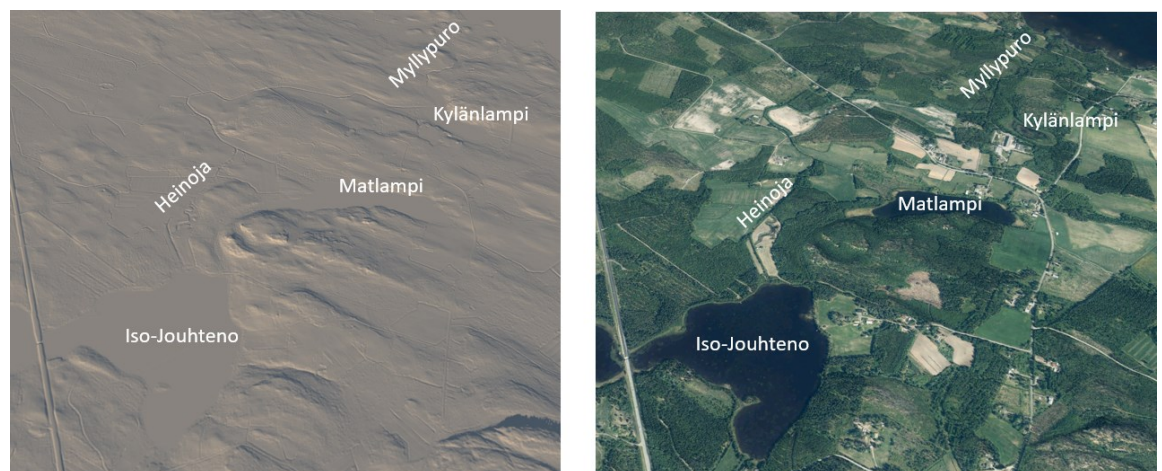 Myllypuro
Kylänlampi
Heinoja
Matlampi
Iso-Jouhteno
Myllypuro
Kylänlampi
Heinoja
Matlampi
Iso-Jouhteno